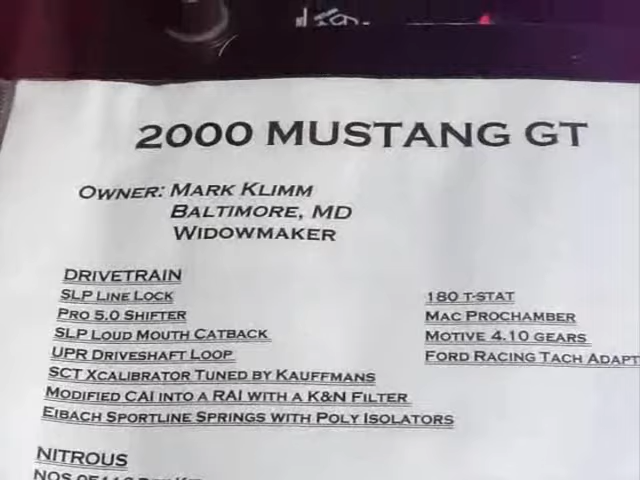 2000 MUSTANG GT
OWNER: MARK KLIMM
BALTIMORE, MD
WIDOWMAKER
DRIVETRAIN
SLP LINE LOCK
PRO 5.0 SHIFTER
SLP LOUD MOUTH CATBACK
UPR DRIVESHAFT LOOP
SCT XCALIBRATOR TUNED BY KAUFFMANS
MODIFIED CAI INTO A RAI WITH A K&N FILTER
EIBACH SPORTLINE SPRINGS WITH POLY ISOLATORS
180 T-STAT
MAC PROCHAMBER
MOTIVE 4.10 GEARS
FORD RACING TACH ADAPT
NITROUS
NOS